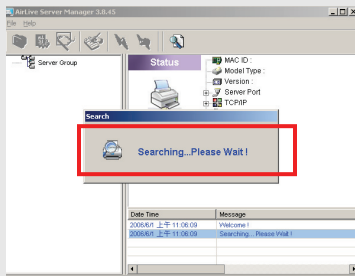 AirLive Server Manager 3.8.45
File Help
Server Group
Status
MAC ID :
Model Type :
Version :
Server Port
TCP/IP
Search
Searching...Please Wait !
Date Time Message
2006/6/1 上午 11:06:09 Welcome !
2006/6/1 上午 11:06:09 Searching... Please Wait !